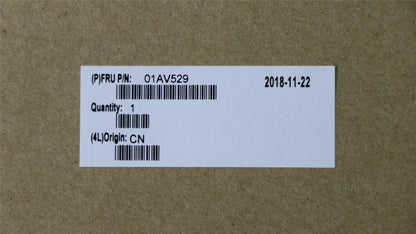 (P)FRU P/N: 01AV529 2018-11-22
Quantity: 1
(4L)Origin: CN